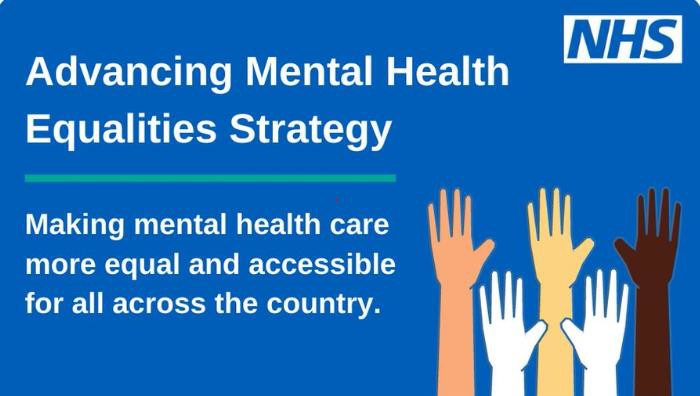 NHS
Advancing Mental Health
Equalities Strategy
Making mental health care
more equal and accessible
for all across the country.